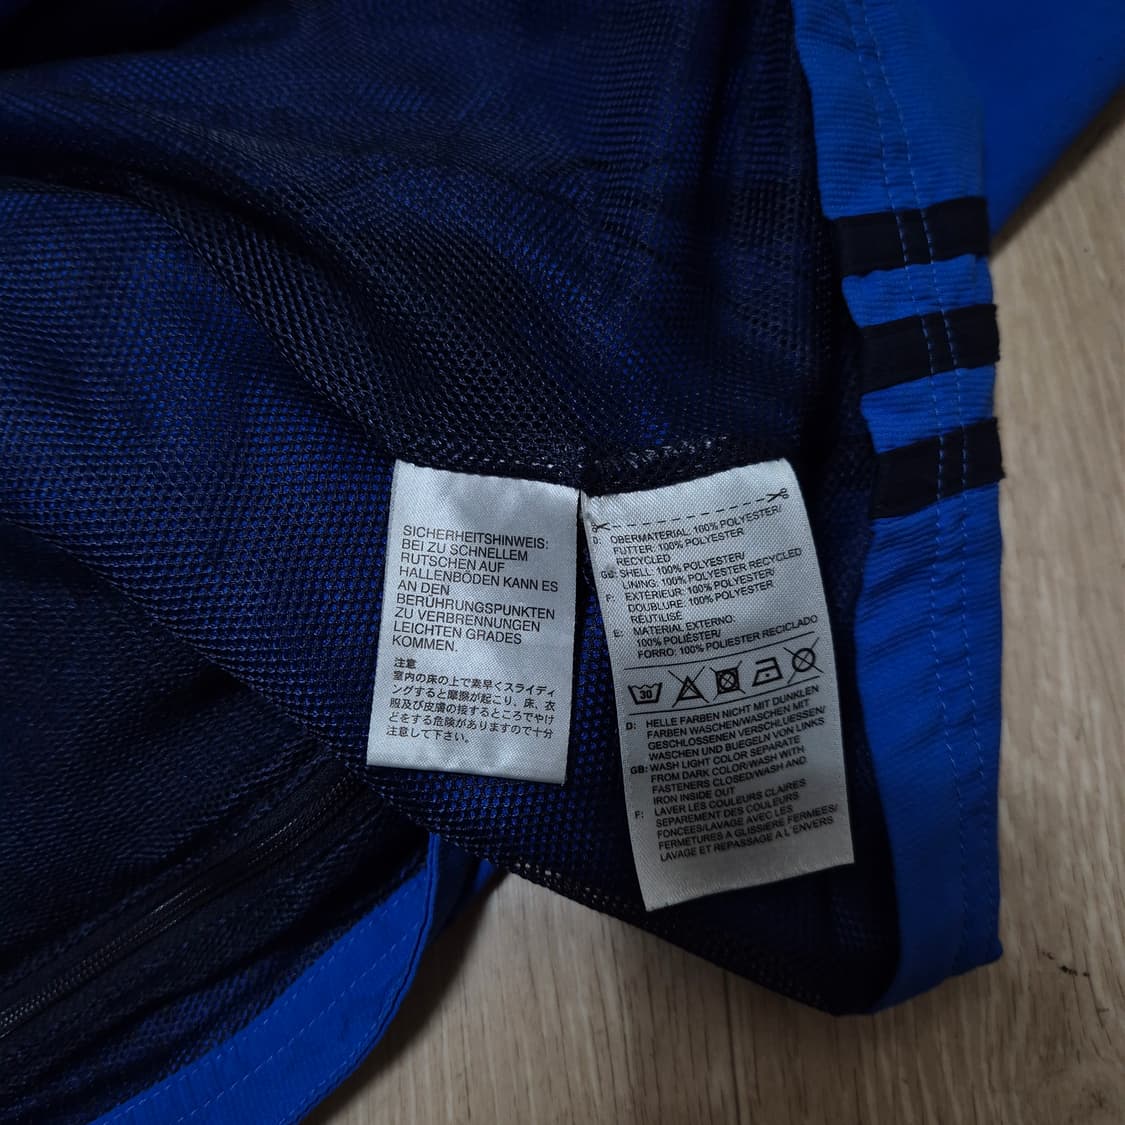 SICHERHEITSHINWEIS:
BEI ZU SCHNELLEM
RUTSCHEN AUF
HALLENBÖDEN KANN ES
AN DEN
BERÜHRUNGSPUNKTEN
ZU VERBRENNUNGEN
LEICHTEN GRADES
KOMMEN.
注意
室内の床の上で素早くスライディ
ングすると摩擦が起こり、床、衣
服及び皮膚の接するところでやけ
どをする危険がありますので十分
注意して下さい。
D: OBERMATERIAL: 100% POLYESTER/
FUTTER: 100% POLYESTER
RECYCLED
GB: SHELL: 100% POLYESTER/
LINING: 100% POLYESTER RECYCLED
F: EXTÉRIEUR: 100% POLYESTER/
DOUBLURE: 100% POLYESTER
RÉUTILISÉ
E: MATERIAL EXTERNO:
100% POLIÉSTER/
FORRO: 100% POLIESTER RECICLADO
30
D: HELLE FARBEN NICHT MIT DUNKLEN
FARBEN WASCHEN/WASCHEN MIT
GESCHLOSSENEN VERSCHLUESSEN/
WASCHEN UND BUEGELN VON LINKS
GB: WASH LIGHT COLOR SEPARATE
FROM DARK COLOR/WASH WITH
FASTENERS CLOSED/WASH AND
IRON INSIDE OUT
F: LAVER LES COULEURS CLAIRES
SEPAREMENT DES COULEURS
FONCEES/LAVAGE AVEC LES
FERMETURES A GLISSIERE FERMEES/
LAVAGE ET REPASSAGE A L'ENVERS